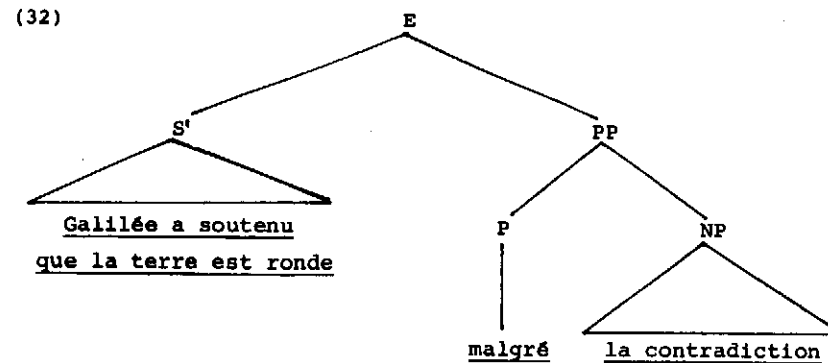 (32)
E
S'
PP
Galilée a soutenu
que la terre est ronde
P
NP
malgré
la contradiction